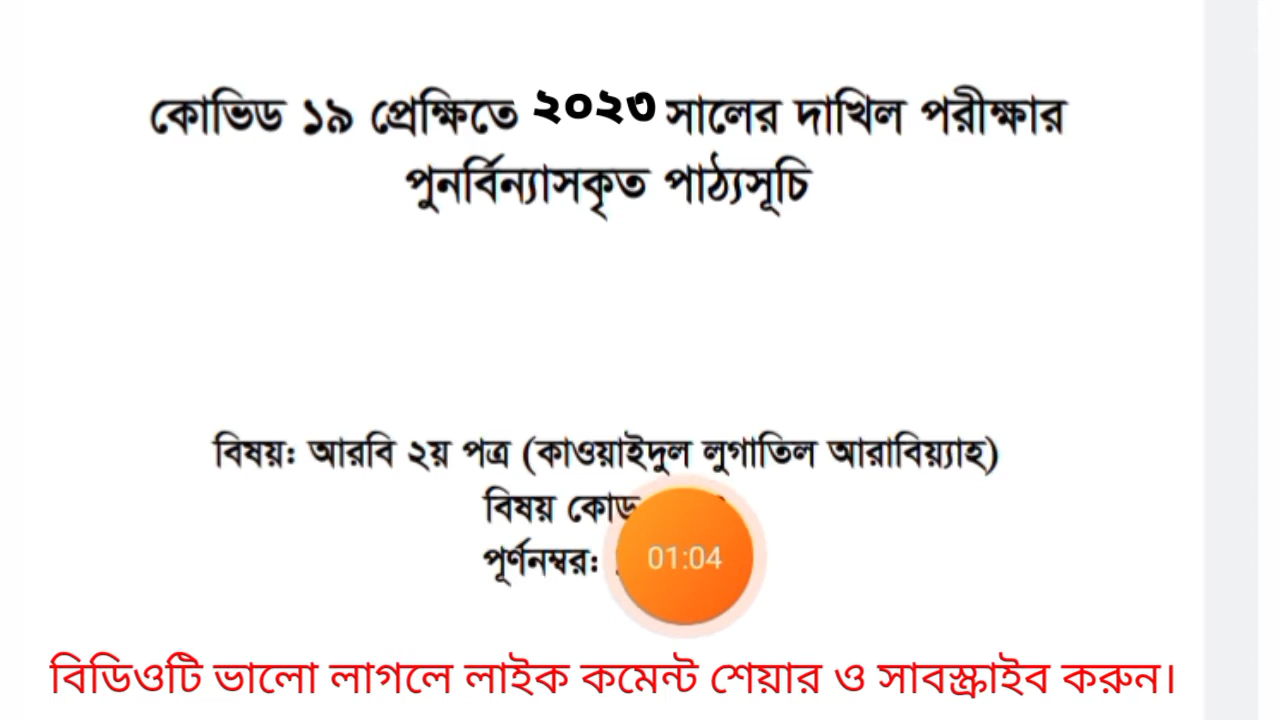 কোভিড ১৯ প্রেক্ষিতে ২০২৩ সালের দাখিল পরীক্ষার
পুনর্বিন্যাসকৃত পাঠ্যসূচি
বিষয়: আরবি ২য় পত্র (কাওয়াইদুল লুগাতিল আরাবিয়্যাহ)
বিষয় কোড
পূর্ণনম্বর:
01:04
বিডিওটি ভালো লাগলে লাইক কমেন্ট শেয়ার ও সাবস্ক্রাইব করুন।